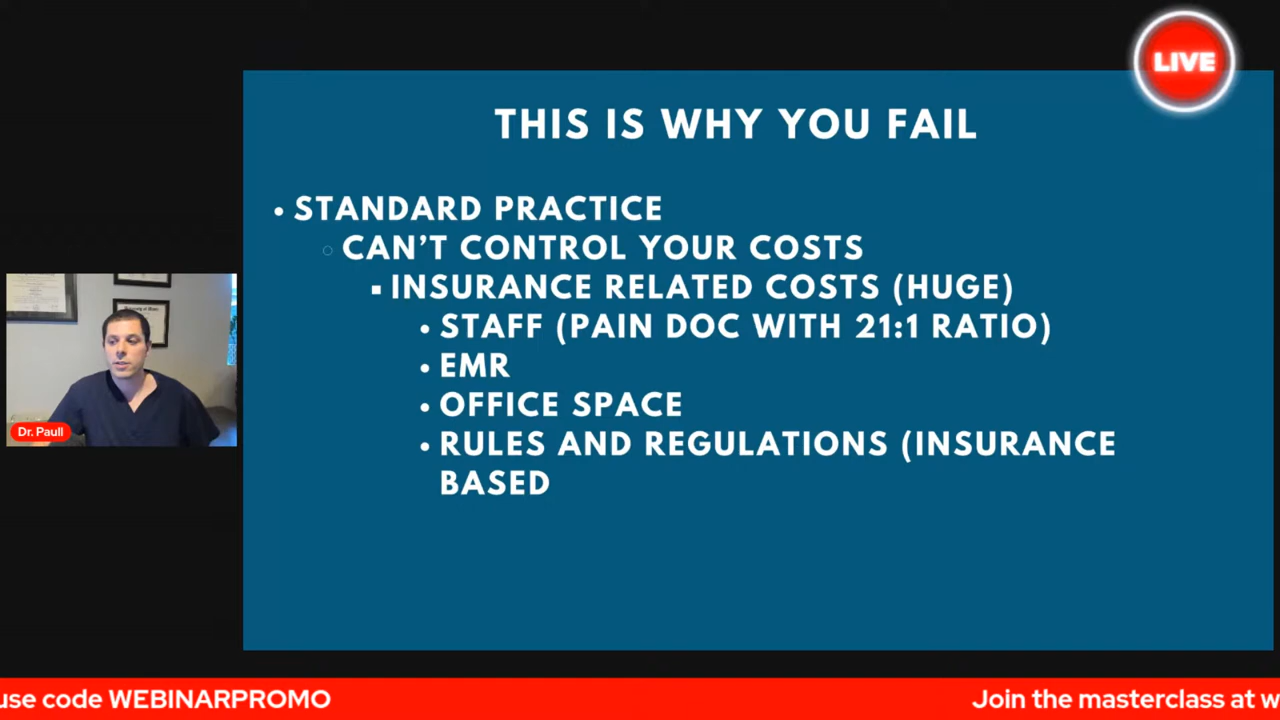 LIVE
THIS IS WHY YOU FAIL
STANDARD PRACTICE
CAN'T CONTROL YOUR COSTS
INSURANCE RELATED COSTS (HUGE)
STAFF (PAIN DOC WITH 21:1 RATIO)
EMR
OFFICE SPACE
RULES AND REGULATIONS (INSURANCE
BASED
Dr. Paull
use code WEBINARPROMO
Join the masterclass at w